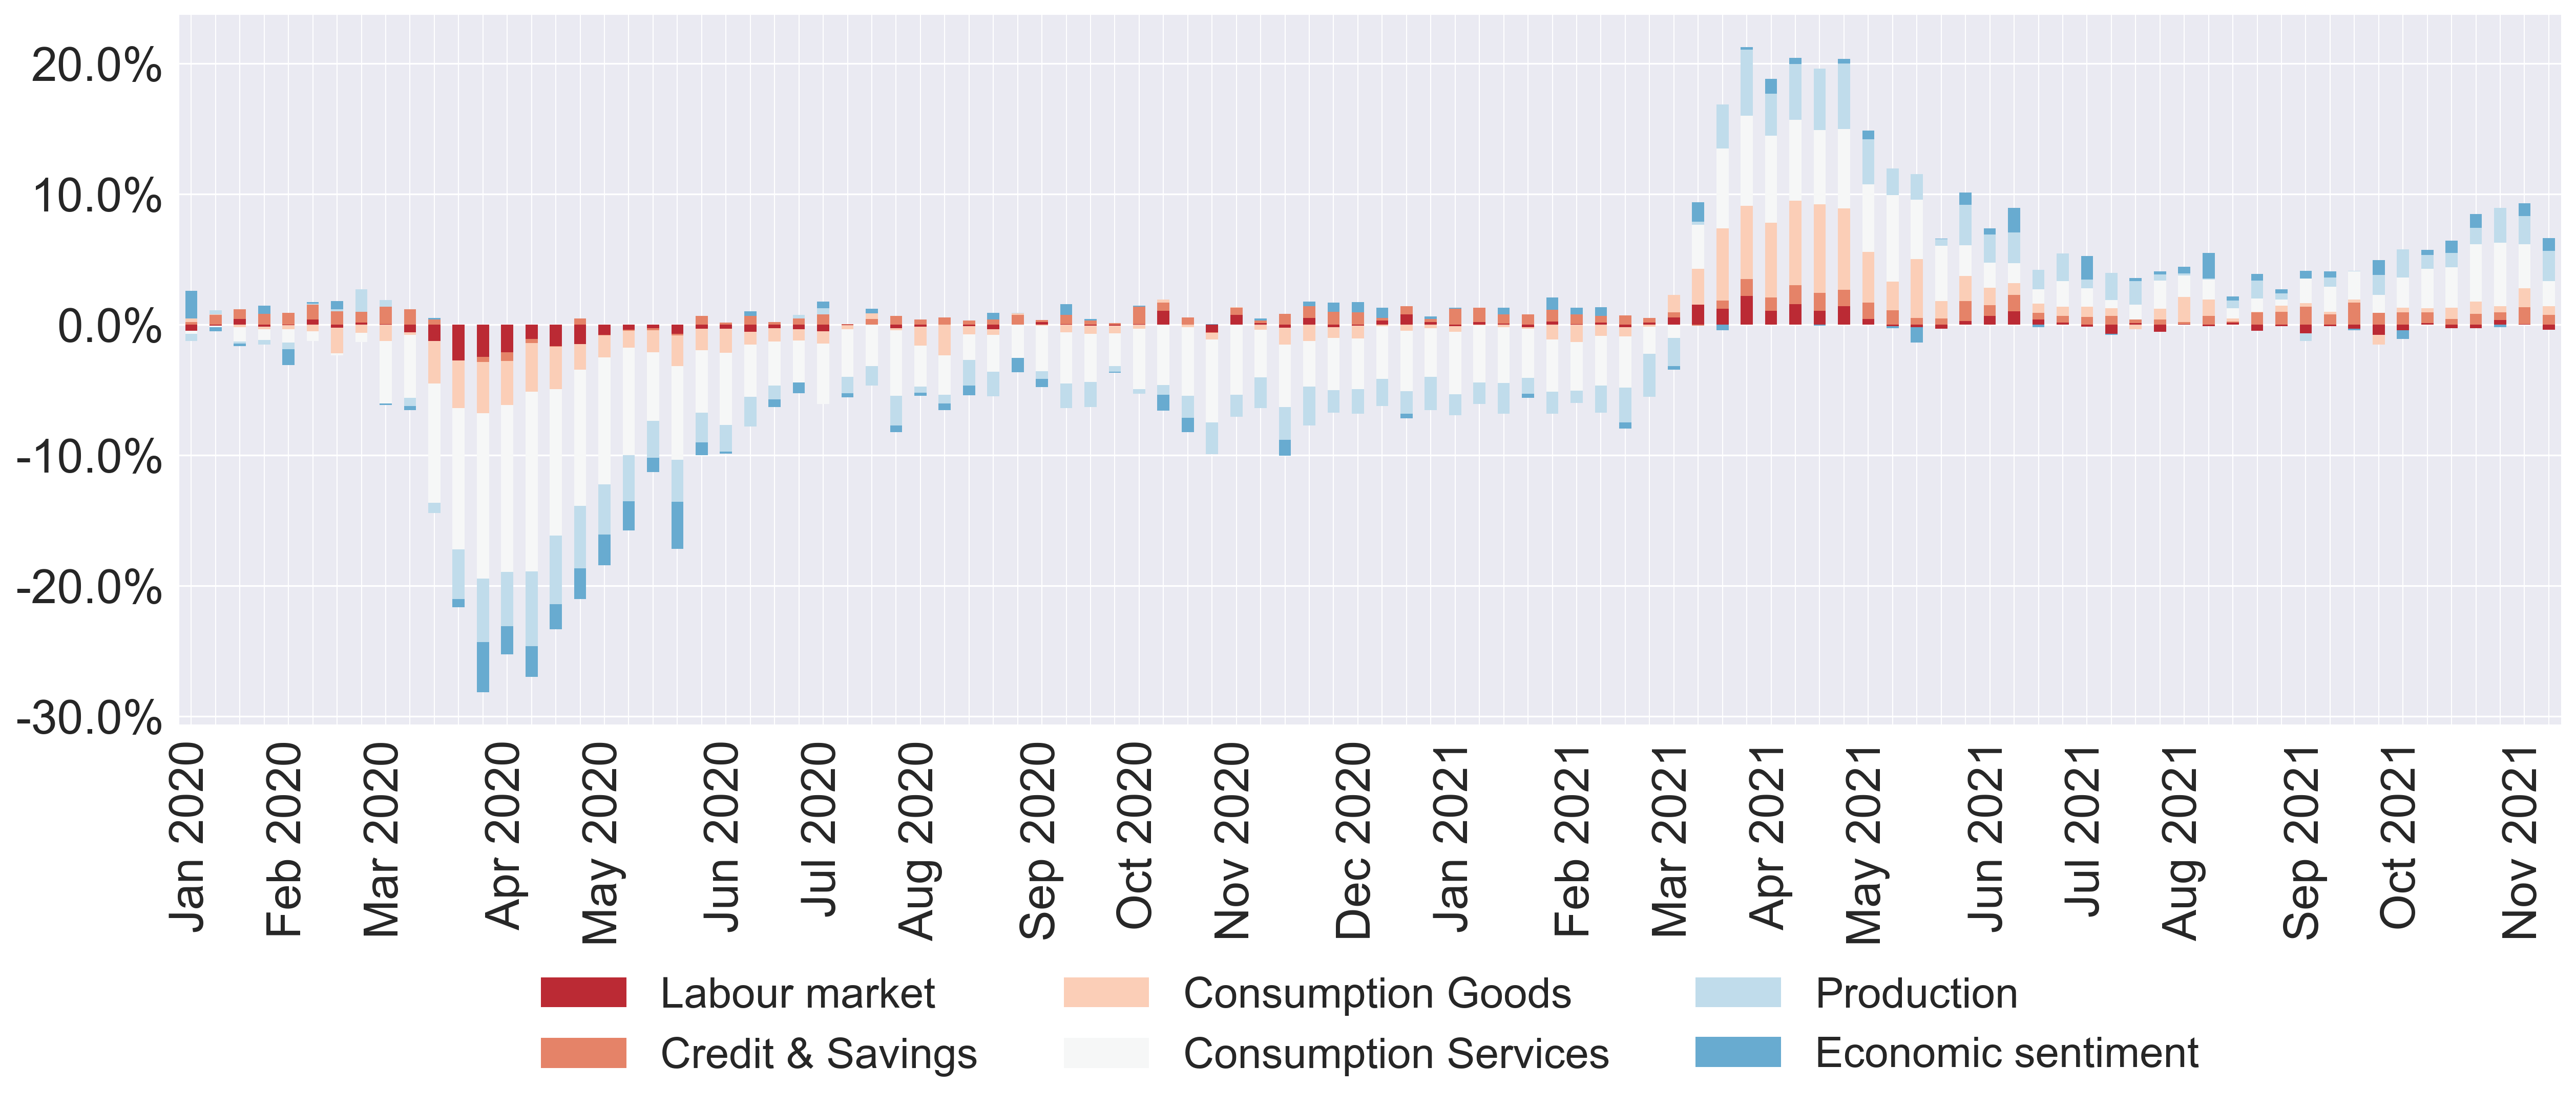 20.0%
10.0%
0.0%
-10.0%
-20.0%
-30.0%
Jan 2020
Feb 2020
Mar 2020
Apr 2020
May 2020
Jun 2020
Jul 2020
Aug 2020
Sep 2020
Oct 2020
Nov 2020
Dec 2020
Jan 2021
Feb 2021
Mar 2021
Apr 2021
May 2021
Jun 2021
Jul 2021
Aug 2021
Sep 2021
Oct 2021
Nov 2021
Labour market
Consumption Goods
Production
Credit & Savings
Consumption Services
Economic sentiment